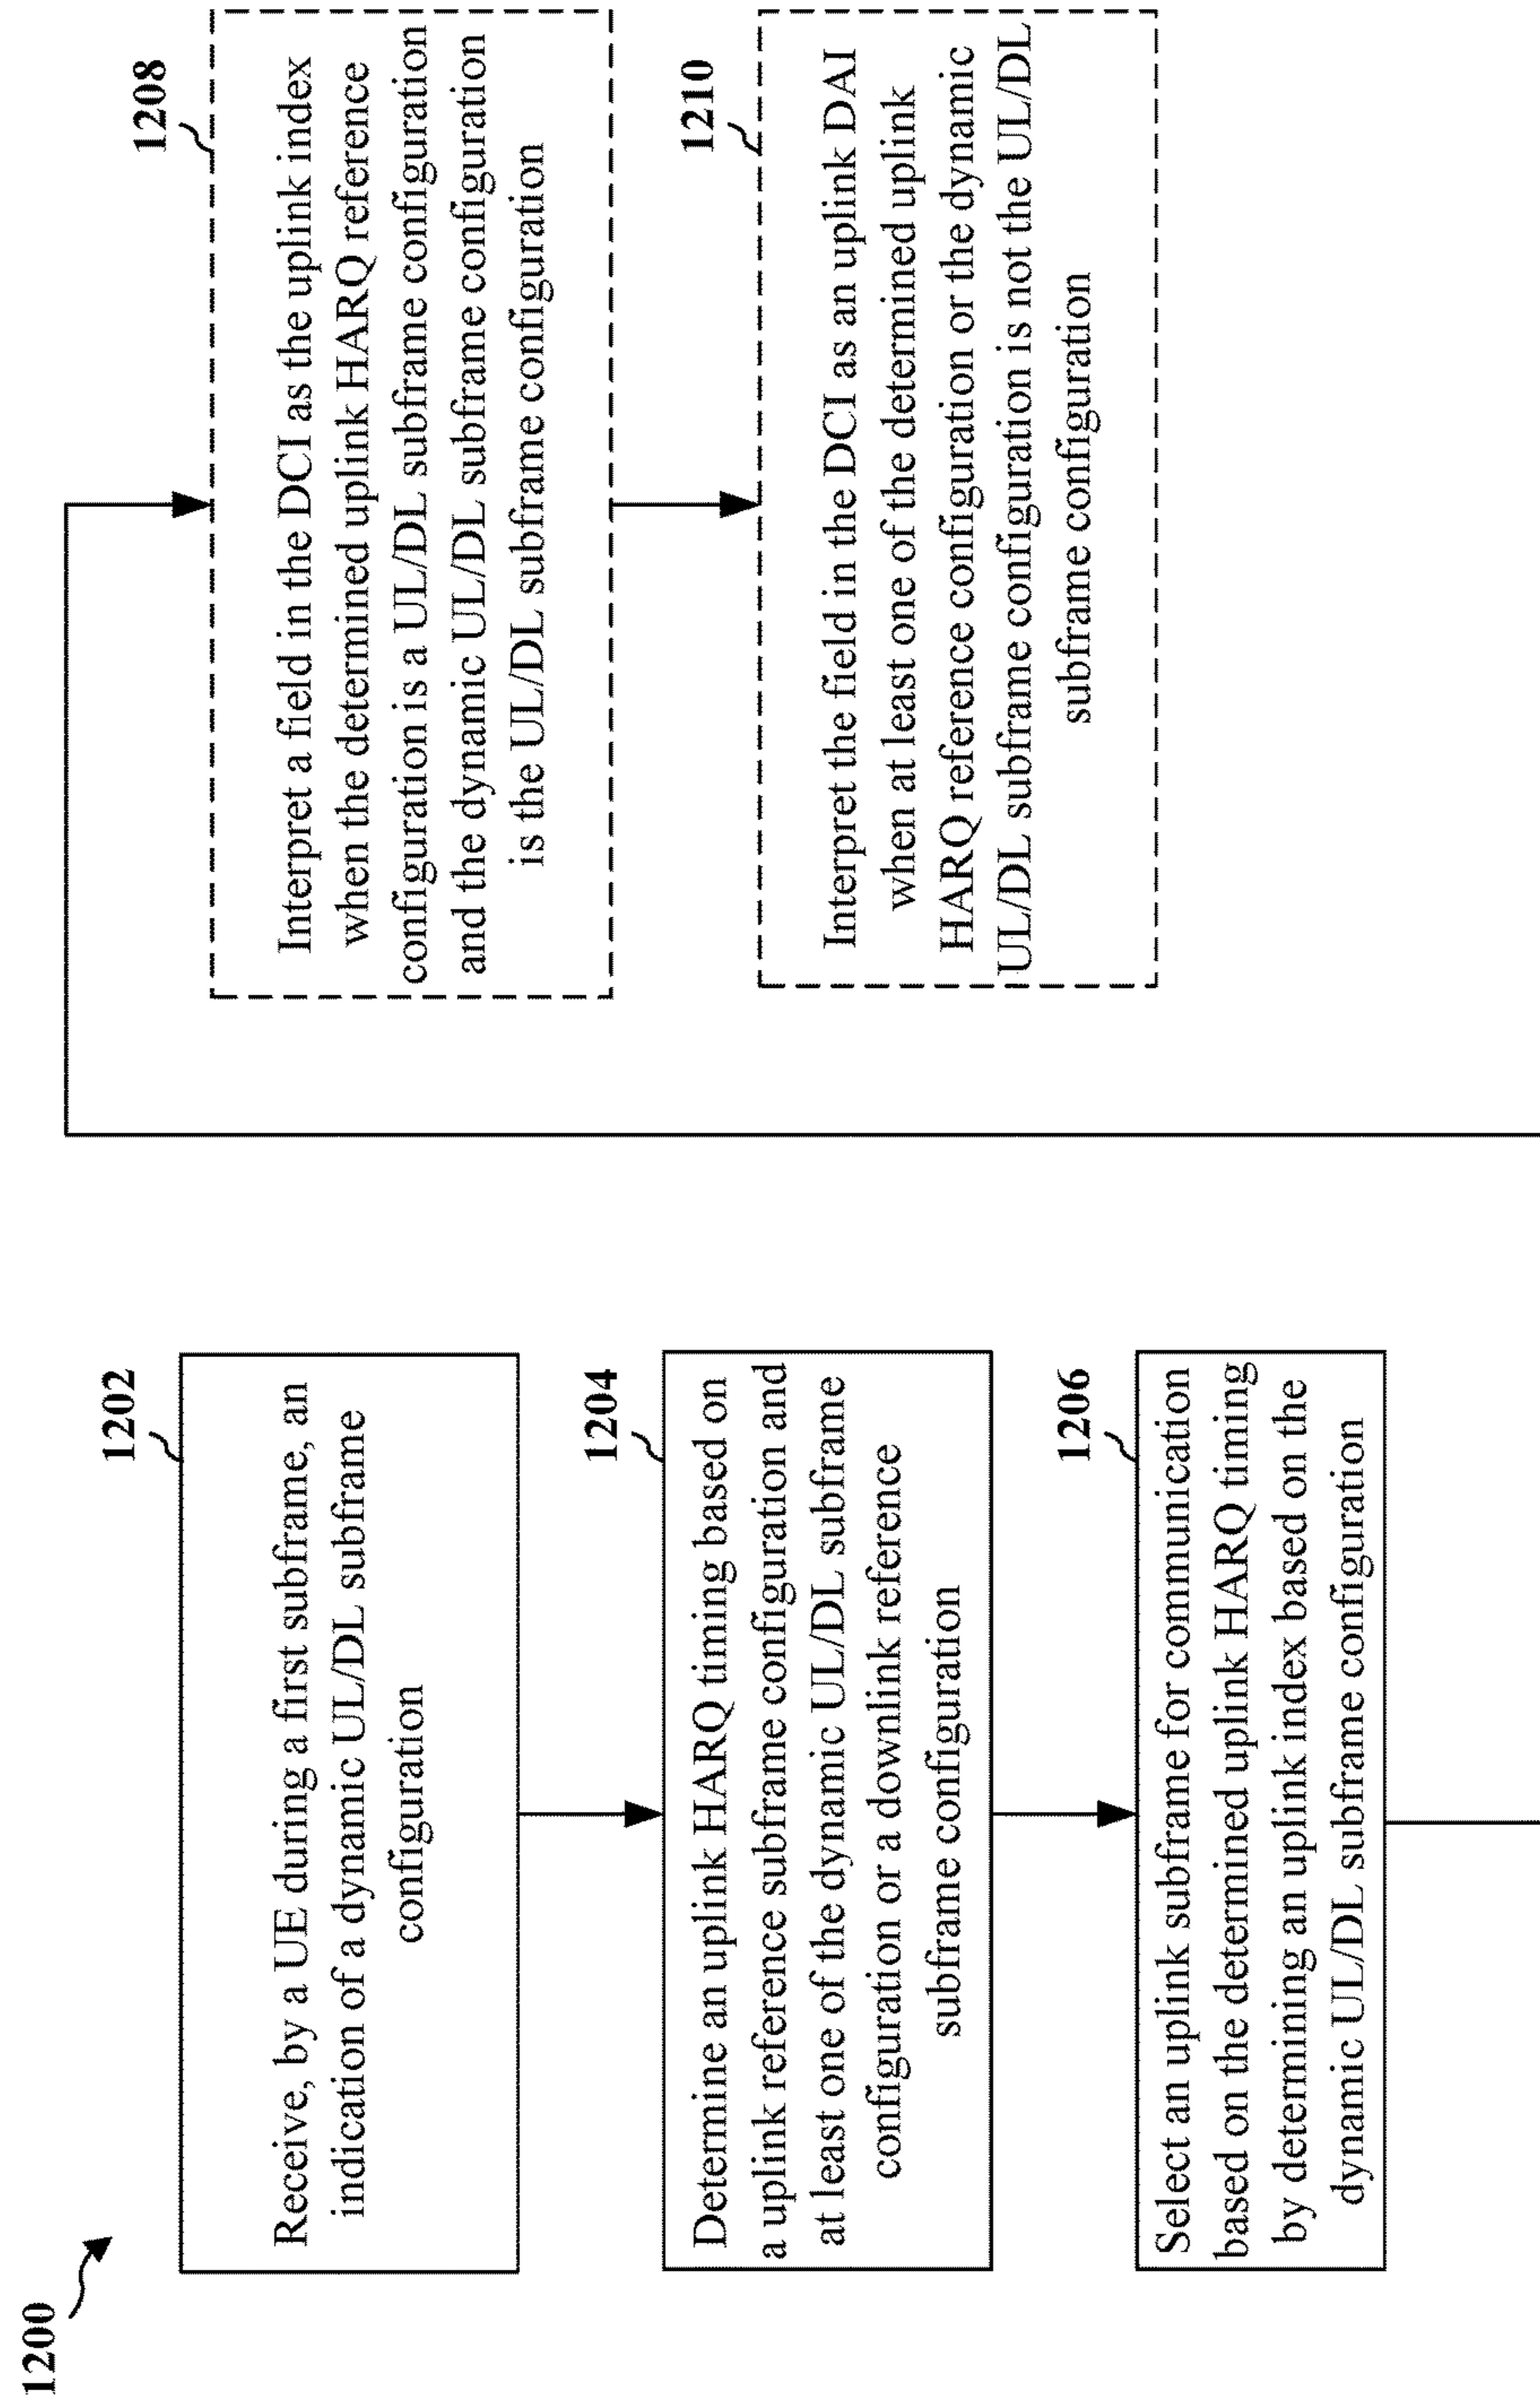 1200
1202
Receive, by a UE during a first subframe, an
indication of a dynamic UL/DL subframe
configuration
1204
Determine an uplink HARQ timing based on
a uplink reference subframe configuration and
at least one of the dynamic UL/DL subframe
configuration or a downlink reference
subframe configuration
1206
Select an uplink subframe for communication
based on the determined uplink HARQ timing
by determining an uplink index based on the
dynamic UL/DL subframe configuration
1208
Interpret a field in the DCI as the uplink index
when the determined uplink HARQ reference
configuration is a UL/DL subframe configuration
and the dynamic UL/DL subframe configuration
is the UL/DL subframe configuration
1210
Interpret the field in the DCI as an uplink DAI
when at least one of the determined uplink
HARQ reference configuration or the dynamic
UL/DL subframe configuration is not the UL/DL
subframe configuration